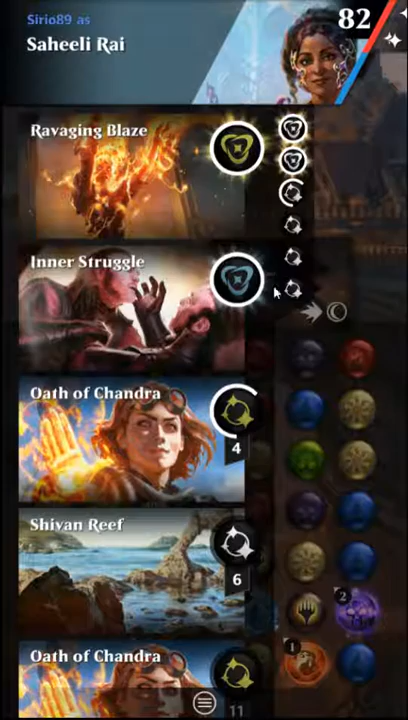 Sirio89 as
Saheeli Rai
82
Ravaging Blaze
Inner Struggle
Oath of Chandra
4
Shivan Reef
6
2
Oath of Chandra
1
11